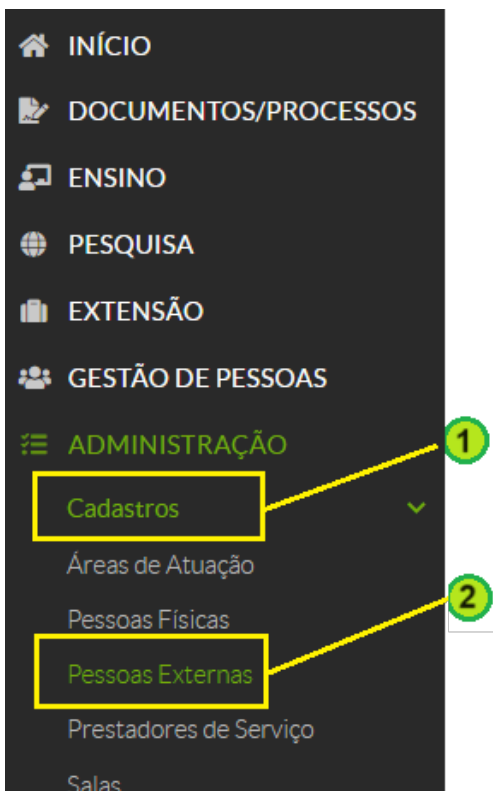 INÍCIO
DOCUMENTOS/PROCESSOS
ENSINO
PESQUISA
EXTENSÃO
GESTÃO DE PESSOAS
ADMINISTRAÇÃO
1
Cadastros
Áreas de Atuação
2
Pessoas Físicas
Pessoas Externas
Prestadores de Serviço
Salas